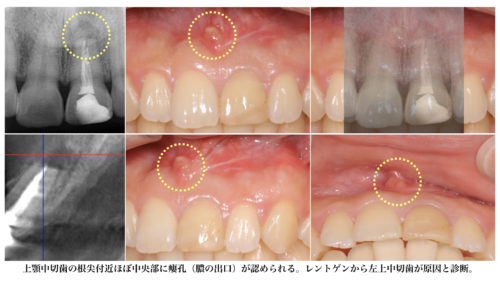 上顎中切歯の根尖付近ほぼ中央部に瘻孔（膿の出口）が認められる。レントゲンから左上中切歯が原因と診断。